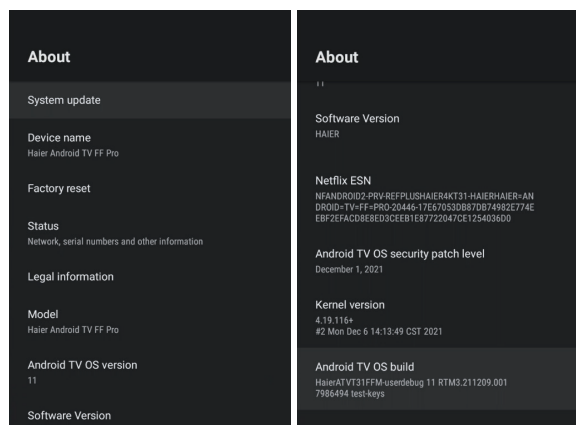 About
System update
Device name
Haier Android TV FF Pro
Factory reset
Status
Network, serial numbers and other information
Legal information
Model
Haier Android TV FF Pro
Android TV OS version
11
Software Version
About
11
Software Version
HAIER
Netflix ESN
NFANDROID2-PRV-REFPLUSHAIER4KT31-HAIERHAIER=AN
DROID=TV=FF=PRO-20446-17E67053DB87DB74982E774E
EBF2EFACD8E8ED3CEEB1E87722047CE1254036D0
Android TV OS security patch level
December 1, 2021
Kernel version
4.19.116+
#2 Mon Dec 6 14:13:49 CST 2021
Android TV OS build
HaierATVT31FFM-userdebug 11 RTM3.211209.001
7986494 test-keys